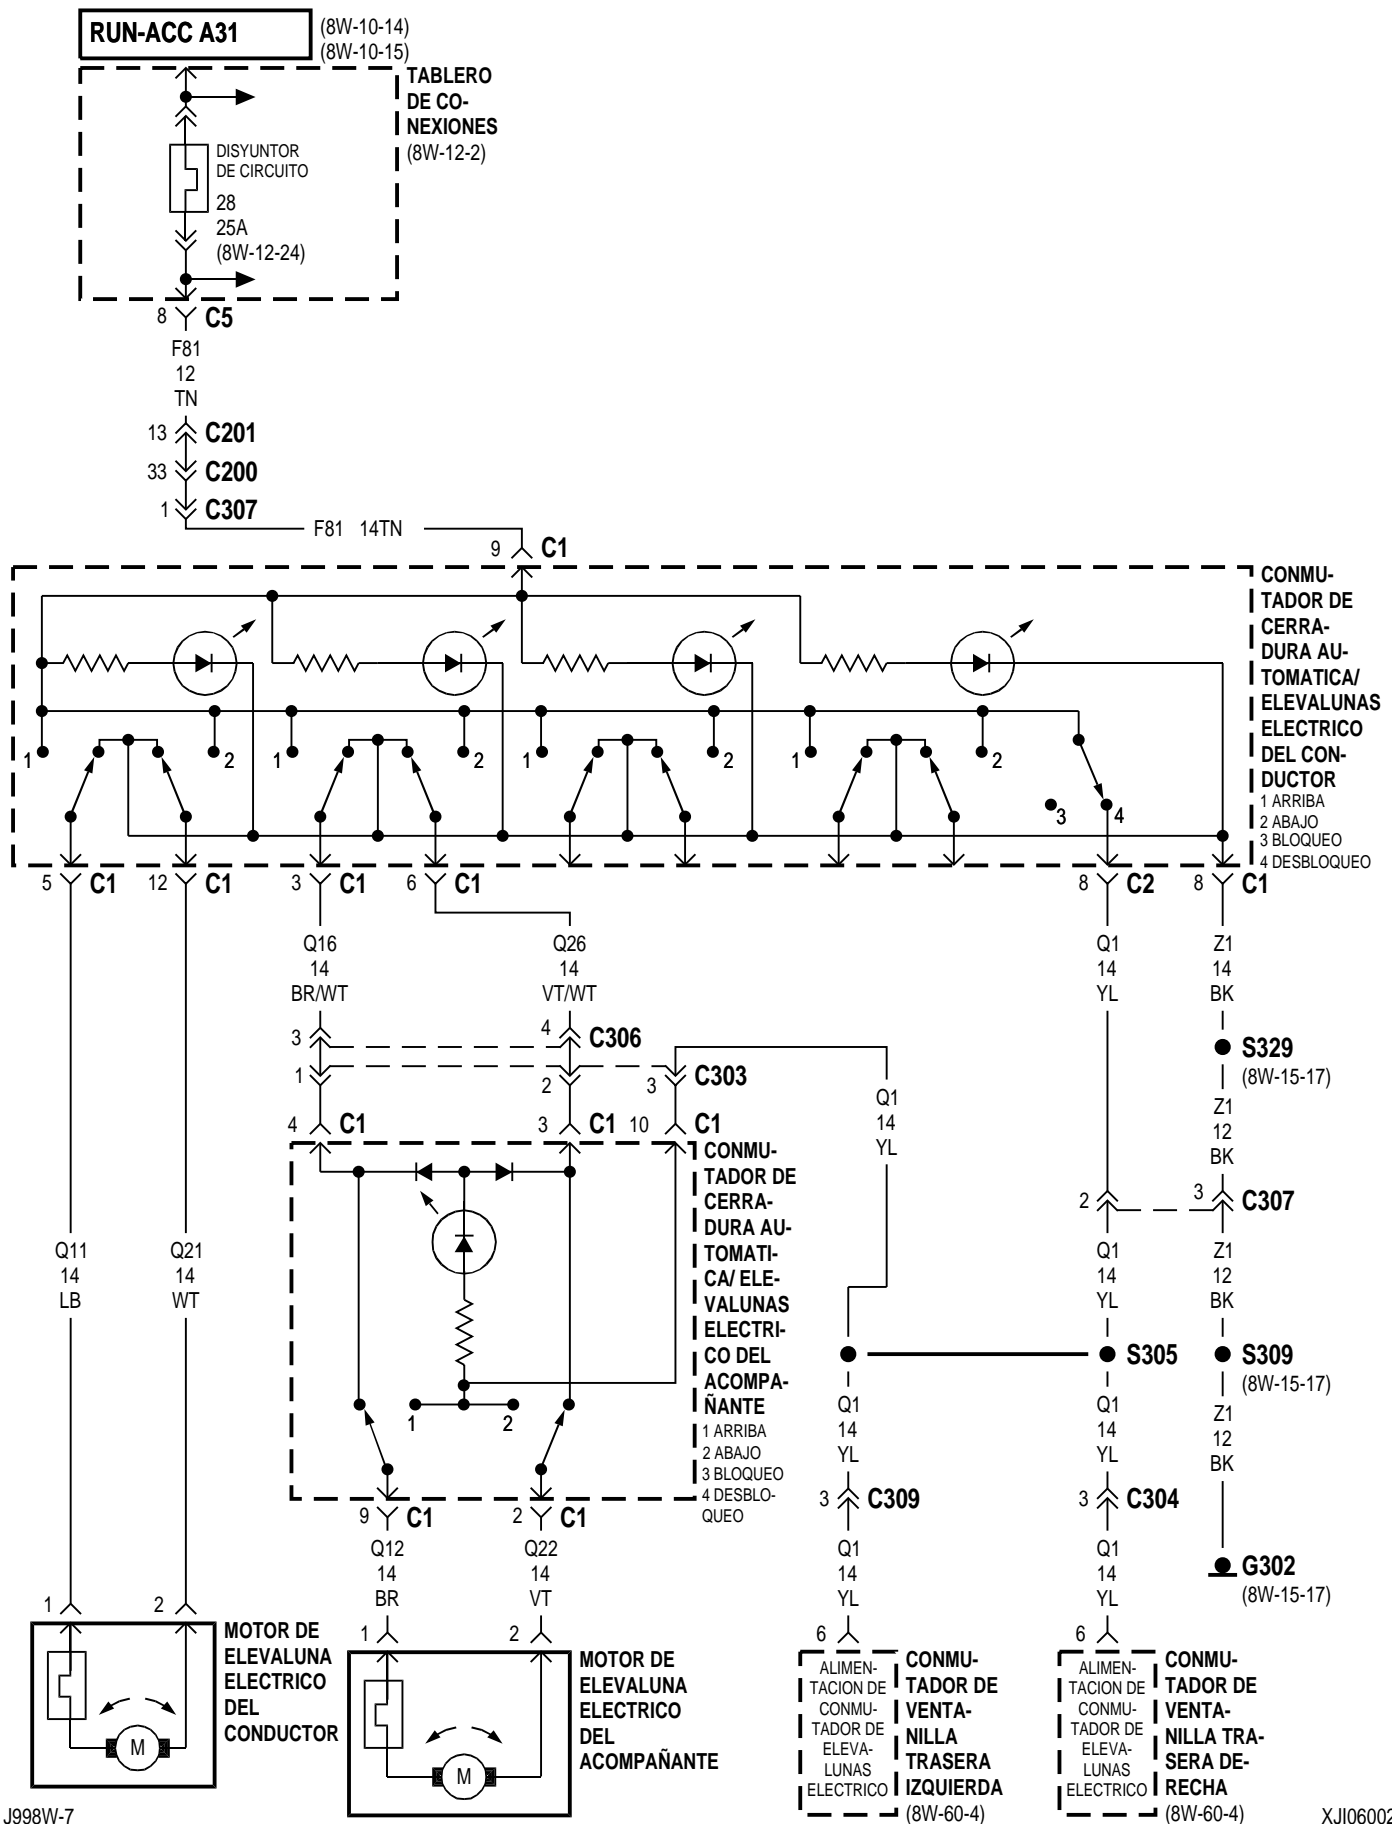 RUN-ACC A31
(8W-10-14)
(8W-10-15)
TABLERO
DE CO-
NEXIONES
(8W-12-2)
DISYUNTOR
DE CIRCUITO
28
25A
(8W-12-24)
8 C5
F81
12
TN
13 C201
33 C200
1 C307
F81 14TN
9 C1
CONMU-
TADOR DE
CERRA-
DURA AU-
TOMATICA/
ELEVALUNAS
ELECTRICO
DEL CON-
DUCTOR
1 ARRIBA
2 ABAJO
3 BLOQUEO
4 DESBLOQUEO
1 2 1 2 1 2 1 2
3 4
5 C1 12 C1 3 C1 6 C1 8 C2 8 C1
Q16
14
BR/WT
Q26
14
VT/WT
Q1
14
YL
Z1
14
BK
3 4 C306
1 2 3 C303
S329
(8W-15-17)
Q1
14
YL
Z1
12
BK
4 C1 3 C1 10 C1
CONMU-
TADOR DE
CERRA-
DURA AU-
TOMATI-
CA/ ELE-
VALUNAS
ELECTRI-
CO DEL
ACOMPA-
ÑANTE
1 ARRIBA
2 ABAJO
3 BLOQUEO
4 DESBLO-
QUEO
1 2
2 3 C307
Q11
14
LB
Q21
14
WT
Q1
14
YL
Z1
12
BK
S305
S309
(8W-15-17)
Q1
14
YL
Q1
14
YL
Z1
12
BK
9 C1 2 C1
3 C309
3 C304
Q12
14
BR
Q22
14
VT
Q1
14
YL
Q1
14
YL
G302
(8W-15-17)
1 2
MOTOR DE
ELEVALUNA
ELECTRICO
DEL
CONDUCTOR
M
1 2
MOTOR DE
ELEVALUNA
ELECTRICO
DEL
ACOMPAÑANTE
M
6
ALIMEN-
TACION DE
CONMU-
TADOR DE
ELEVA-
LUNAS
ELECTRICO
CONMU-
TADOR DE
VENTA-
NILLA
TRASERA
IZQUIERDA
(8W-60-4)
6
ALIMEN-
TACION DE
CONMU-
TADOR DE
ELEVA-
LUNAS
ELECTRICO
CONMU-
TADOR DE
VENTA-
NILLA TRA-
SERA DE-
RECHA
(8W-60-4)
J998W-7
XJI06002